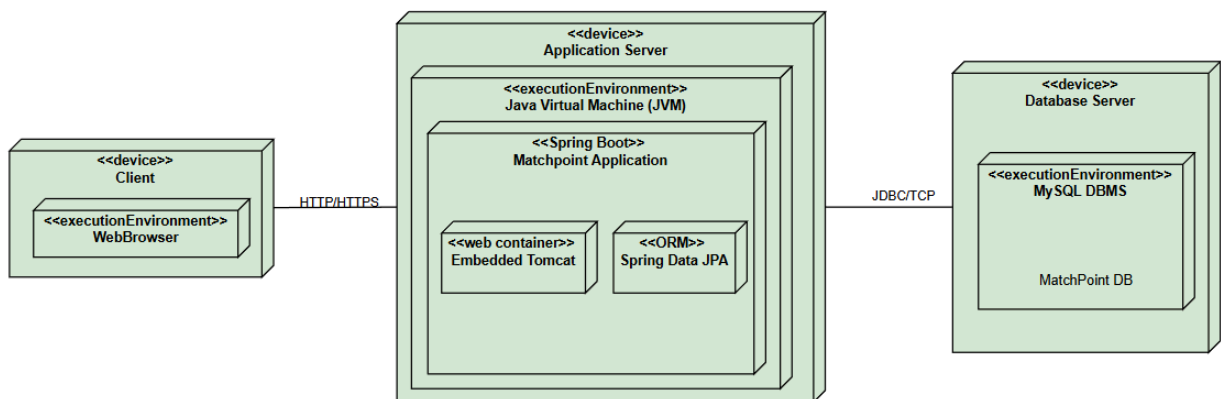 <<device>>
Client
<<executionEnvironment>>
WebBrowser
HTTP/HTTPS
<<device>>
Application Server
<<executionEnvironment>>
Java Virtual Machine (JVM)
<<Spring Boot>>
Matchpoint Application
<<web container>>
Embedded Tomcat
<<ORM>>
Spring Data JPA
JDBC/TCP
<<device>>
Database Server
<<executionEnvironment>>
MySQL DBMS
MatchPoint DB